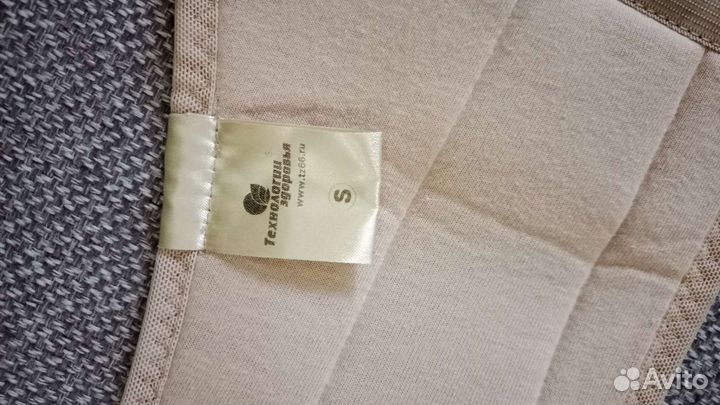 Технологии
здоровья
www.tz66.ru
S
Avito